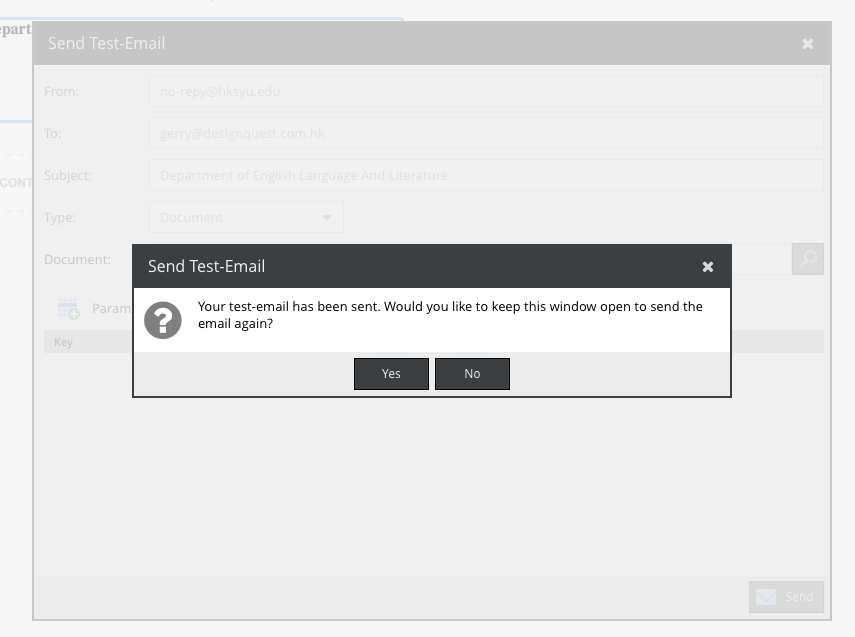 epart
Send Test-Email
From:
no-repy@hksyu.edu
To:
gerry@designquest.com.hk
CONT
Subject:
Department of English Language And Literature
Type:
Document
Document:
Send Test-Email
Your test-email has been sent. Would you like to keep this window open to send the
email again?
Param
Key
Yes
No
Send